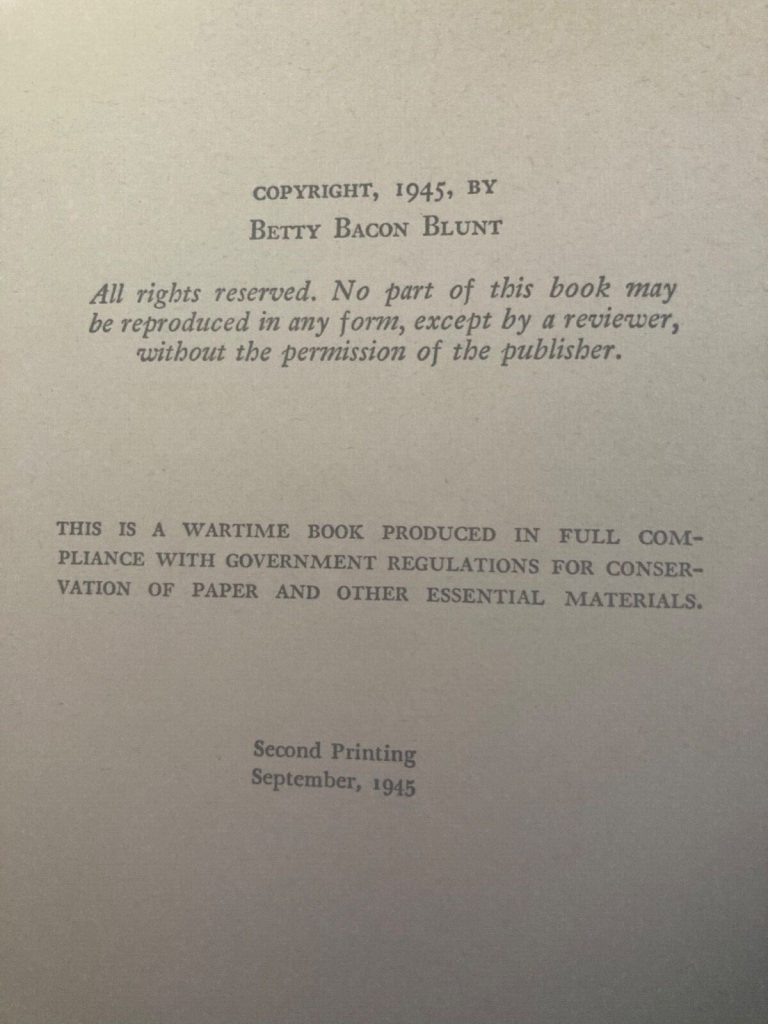 COPYRIGHT, 1945, BY
BETTY BACON BLUNT
All rights reserved. No part of this book may
be reproduced in any form, except by a reviewer,
without the permission of the publisher.
THIS IS A WARTIME BOOK PRODUCED IN FULL COM-
PLIANCE WITH GOVERNMENT REGULATIONS FOR CONSER-
VATION OF PAPER AND OTHER ESSENTIAL MATERIALS.
Second Printing
September, 1945